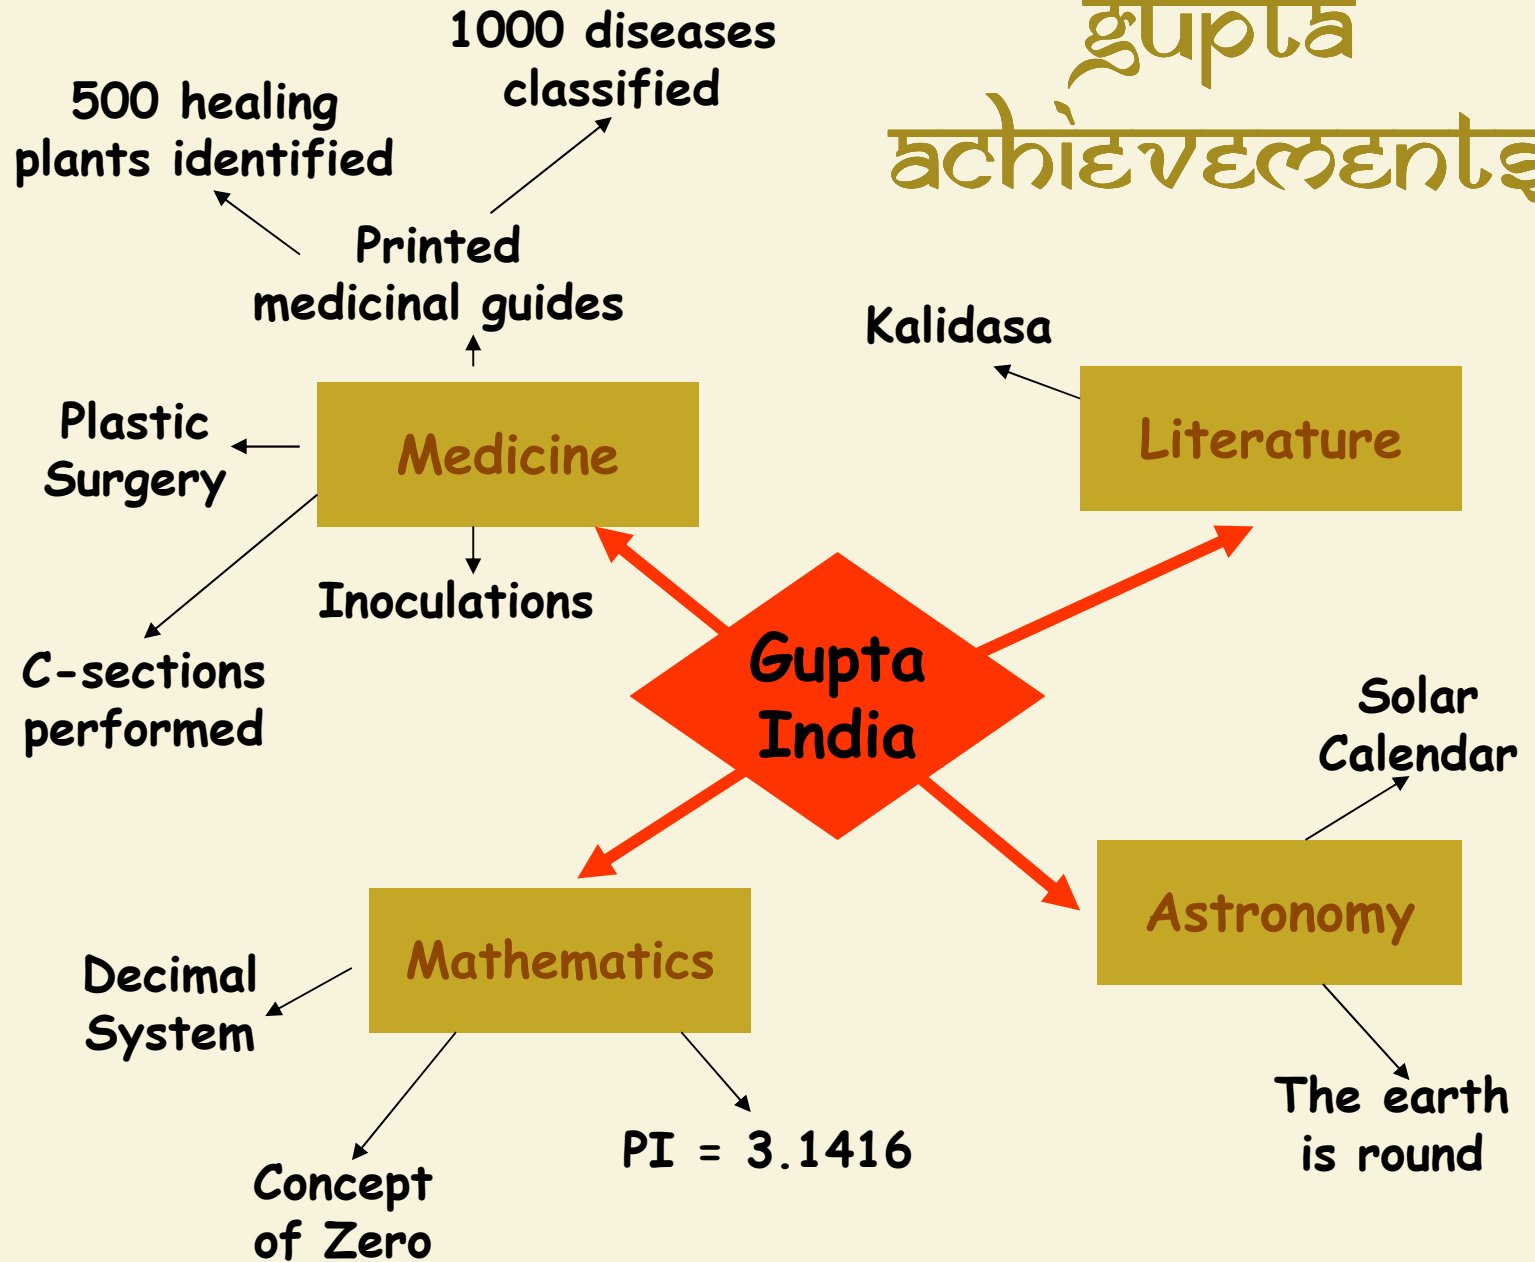 gupta
achievements
1000 diseases
classified
500 healing
plants identified
Printed
medicinal guides
Kalidasa
Plastic
Surgery
Medicine
Literature
Inoculations
C-sections
performed
Gupta
India
Solar
Calendar
Astronomy
Mathematics
Decimal
System
The earth
is round
PI = 3.1416
Concept
of Zero